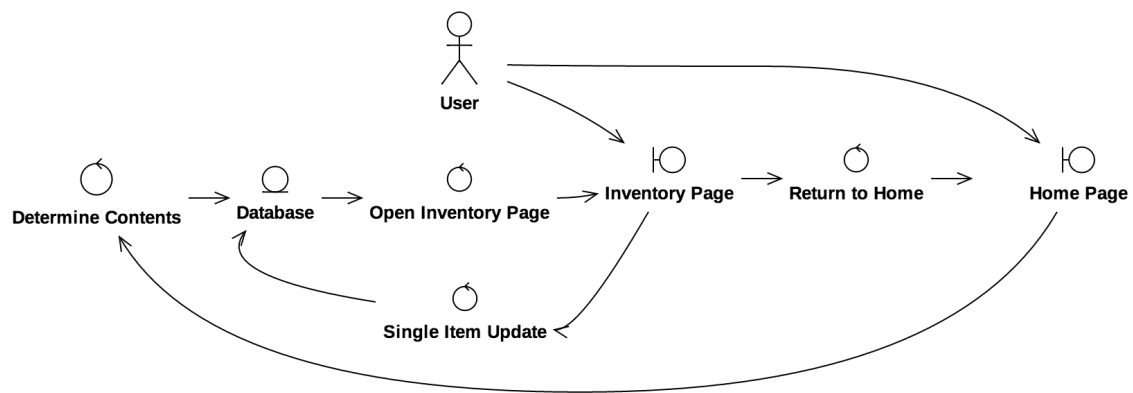 User
Inventory Page
Return to Home
Home Page
Determine Contents
Database
Open Inventory Page
Single Item Update